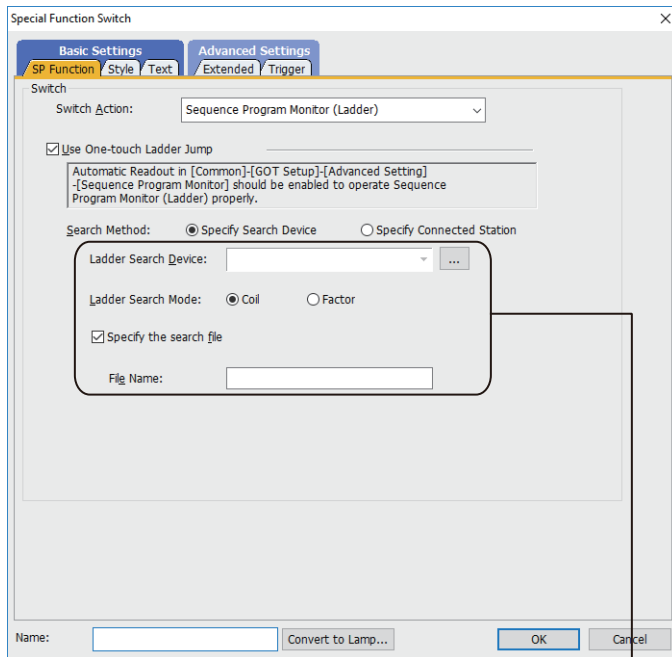 Special Function Switch
Basic Settings Advanced Settings
SP Function Style Text Extended Trigger
Switch
Switch Action: Sequence Program Monitor (Ladder)
Use One-touch Ladder Jump
Automatic Readout in [Common]-[GOT Setup]-[Advanced Setting]
-[Sequence Program Monitor] should be enabled to operate Sequence
Program Monitor (Ladder) properly.
Search Method: Specify Search Device Specify Connected Station
Ladder Search Device: ...
Ladder Search Mode: Coil Factor
Specify the search file
File Name:
Name: Convert to Lamp... OK Cancel